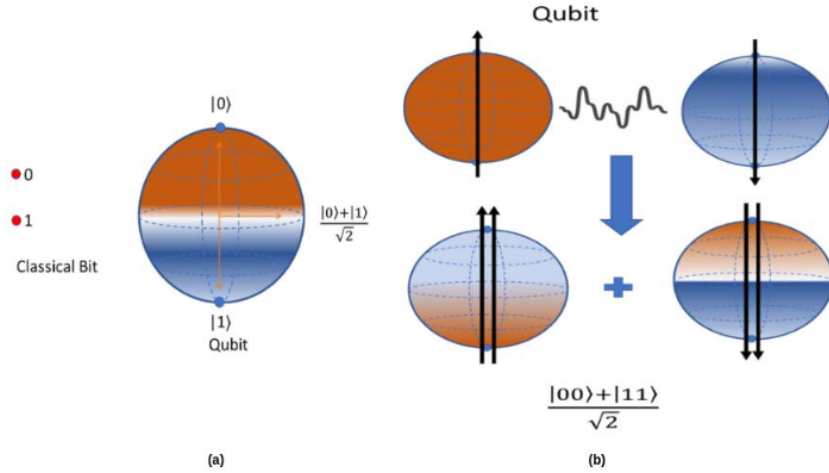 |0⟩
0
1
Classical Bit
|0⟩+|1⟩
√2
|1⟩
Qubit
(a)
Qubit
|00⟩+|11⟩
√2
(b)